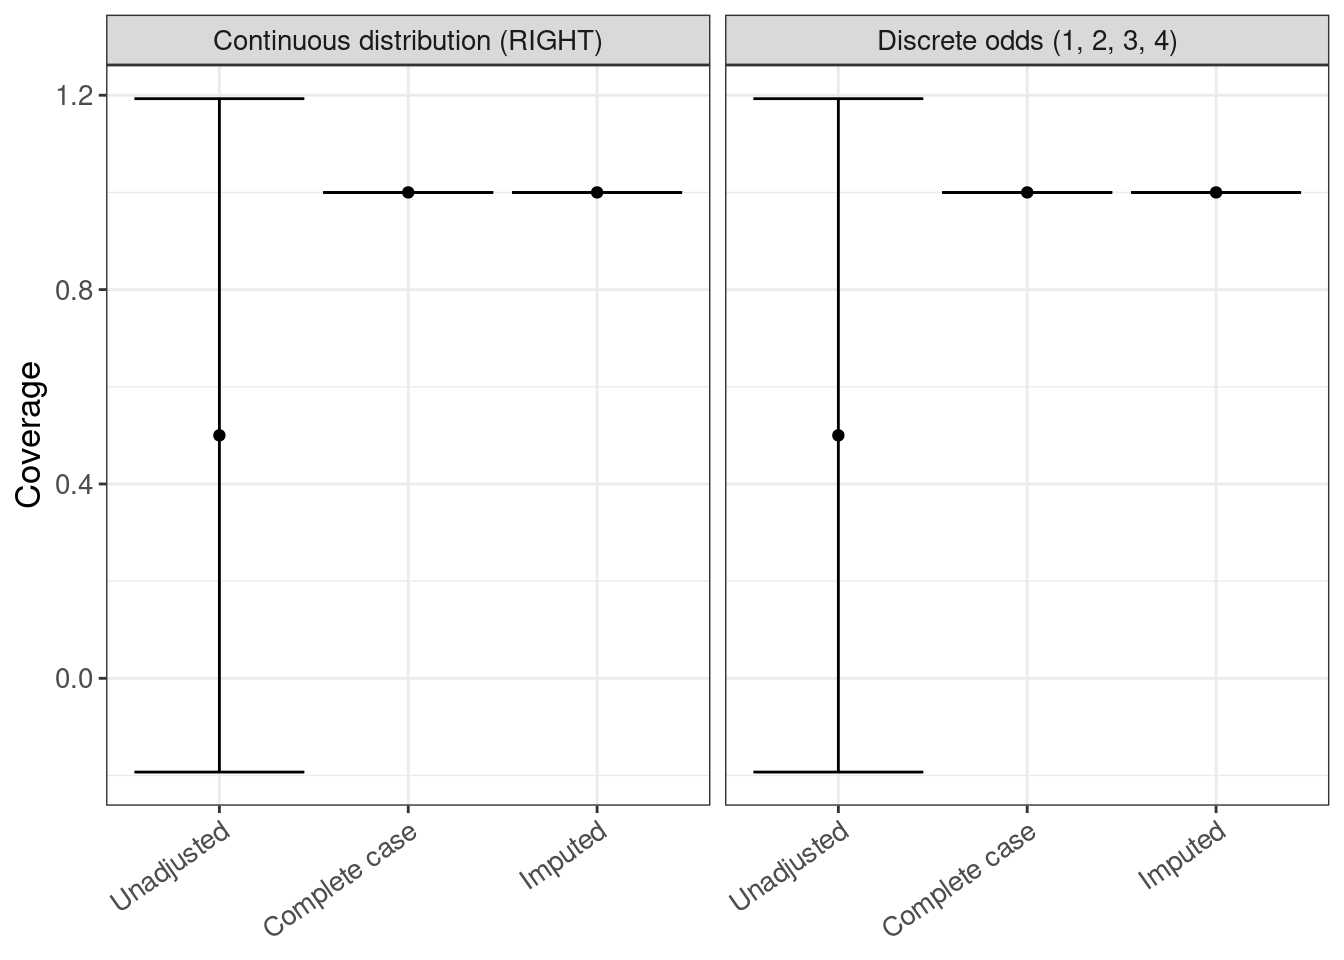 Continuous distribution (RIGHT)
Discrete odds (1, 2, 3, 4)
Coverage
1.2
0.8
0.4
0.0
Unadjusted
Complete case
Imputed
Unadjusted
Complete case
Imputed